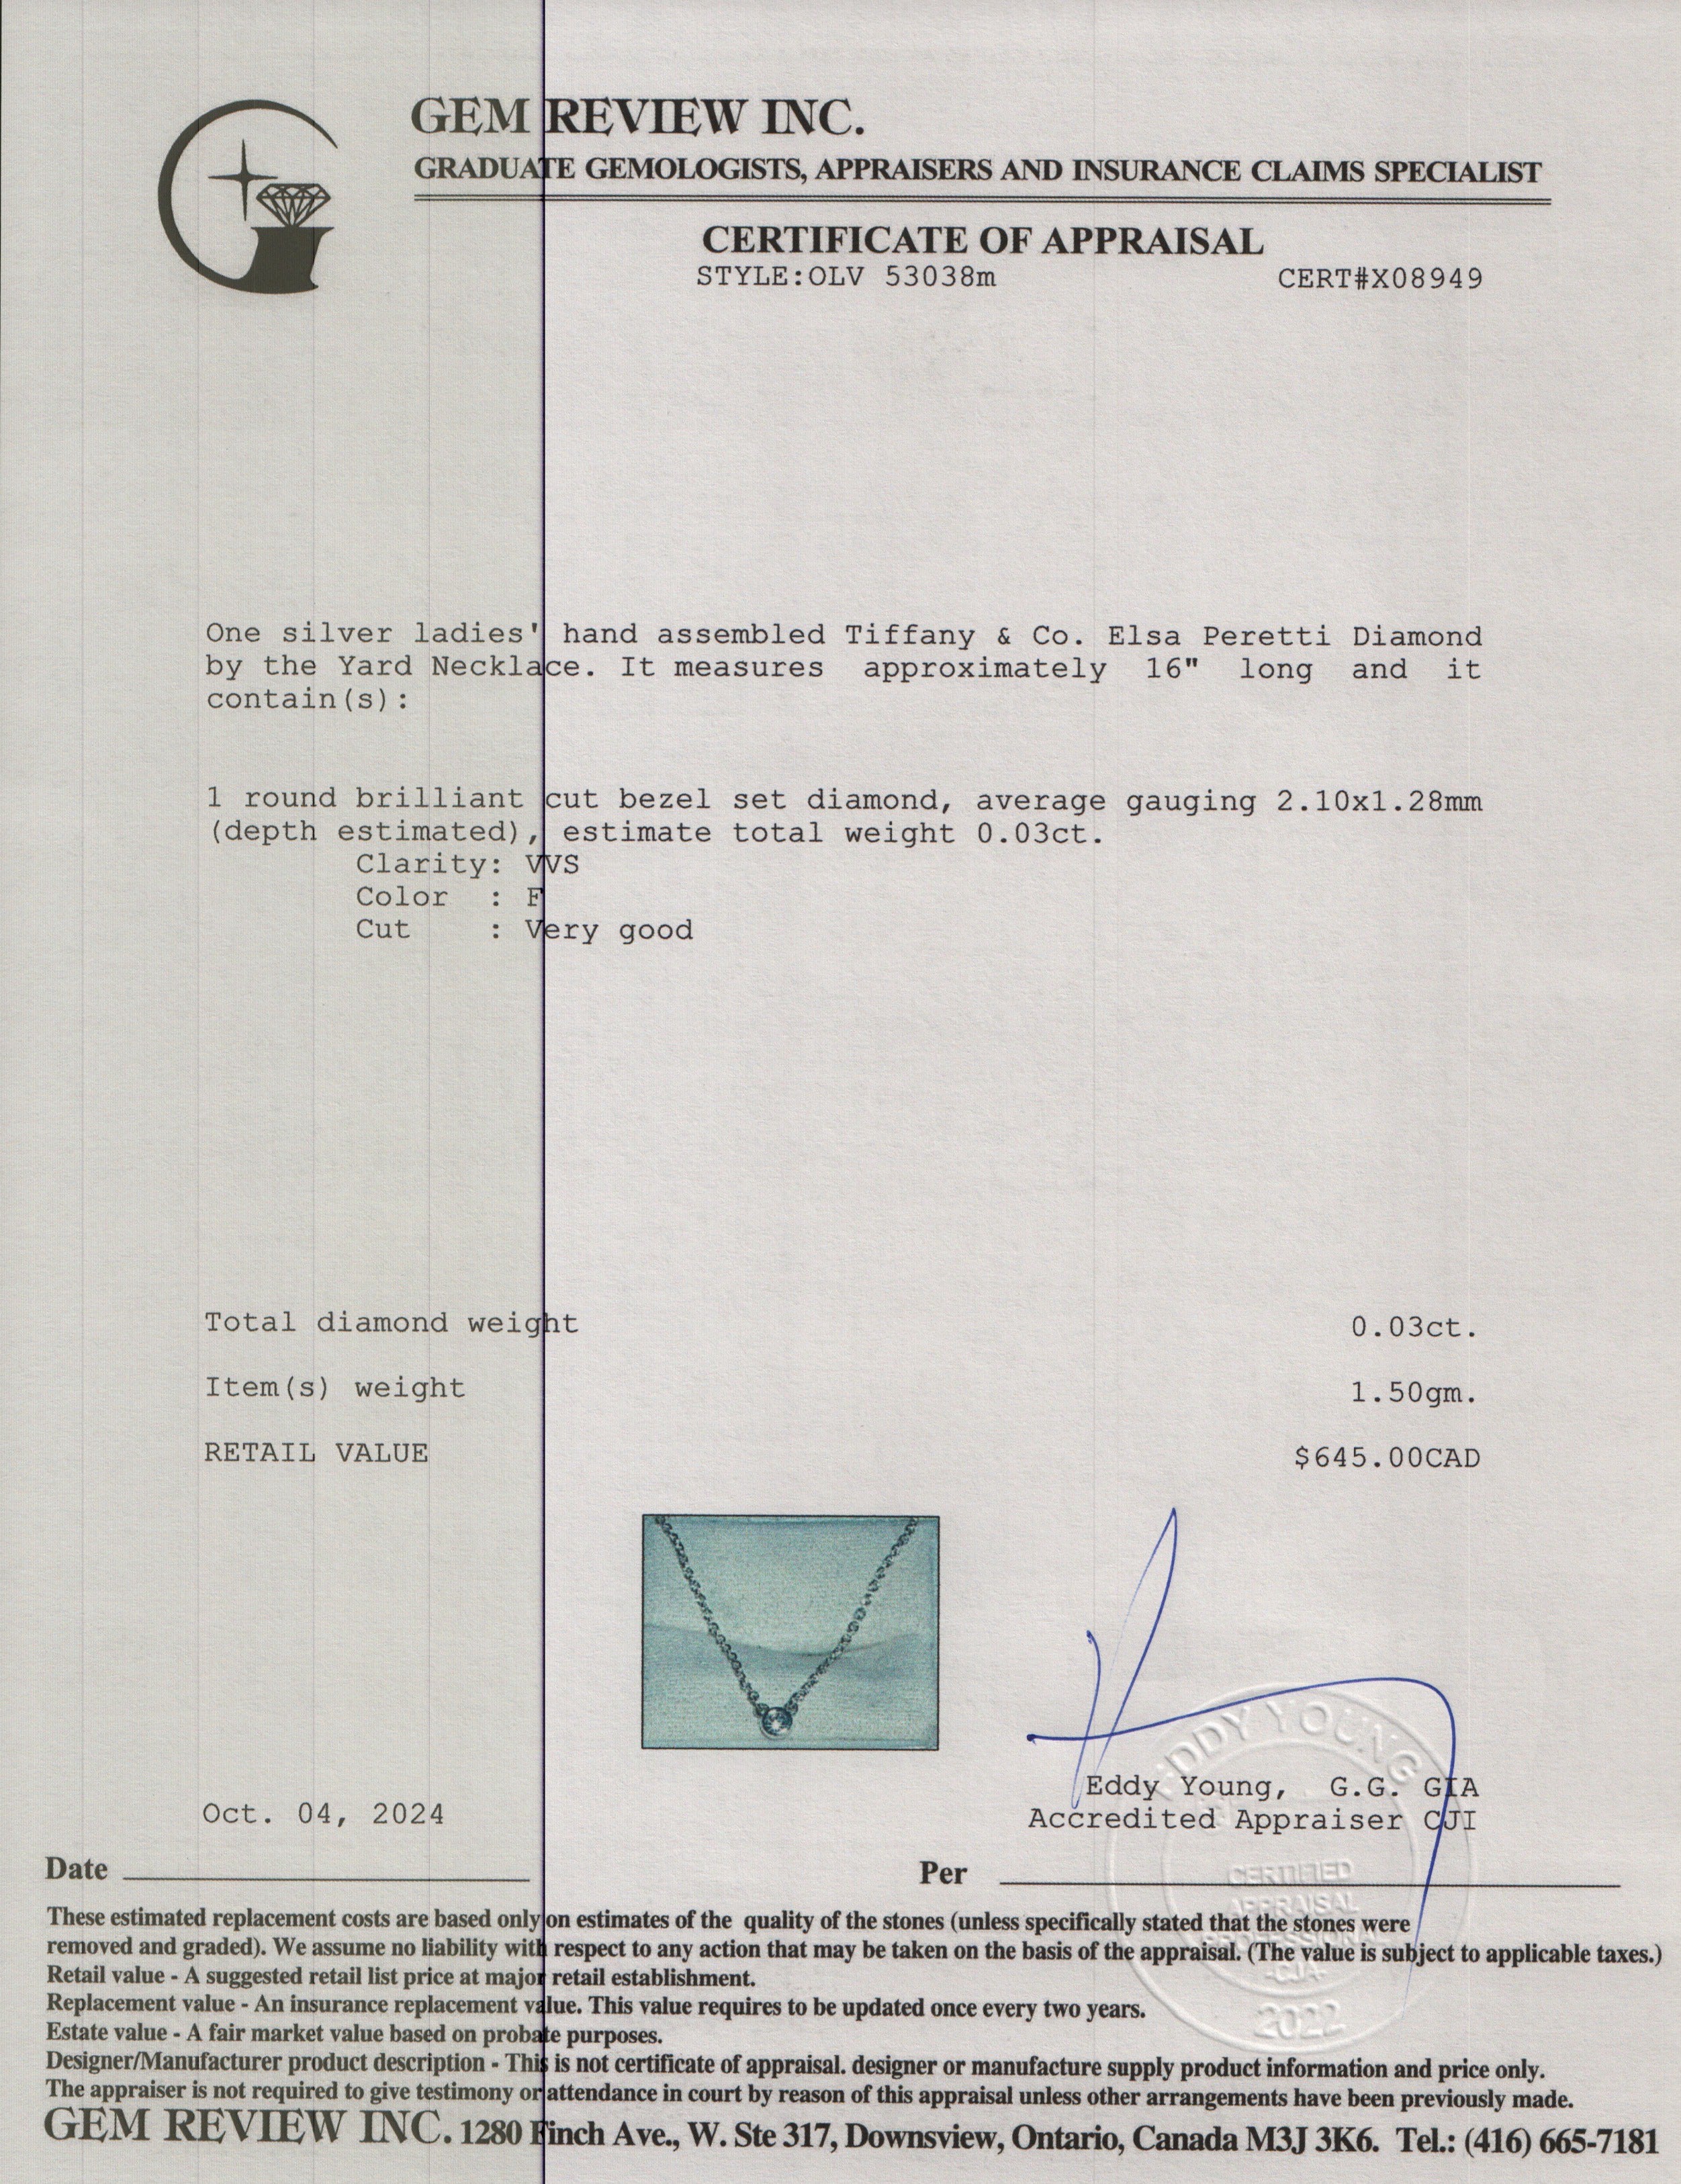 GEM REVIEW INC.
GRADUATE GEMOLOGISTS, APPRAISERS AND INSURANCE CLAIMS SPECIALIST
CERTIFICATE OF APPRAISAL
STYLE:OLV 53038m CERT#X08949
One silver ladies' hand assembled Tiffany & Co. Elsa Peretti Diamond
by the Yard Necklace. It measures approximately 16" long and it
contain(s):
1 round brilliant cut bezel set diamond, average gauging 2.10x1.28mm
(depth estimated), estimate total weight 0.03ct.
Clarity: VVS
Color : F
Cut : Very good
Total diamond weight 0.03ct.
Item(s) weight 1.50gm.
RETAIL VALUE $645.00CAD
EDDY YOUNG
Eddy Young, G.G. GIA
Oct. 04, 2024 Accredited Appraiser CJI
Date Per
CERTIFIED
APPRAISAL
PROFESSIONAL
-CJA-
2022
These estimated replacement costs are based only on estimates of the quality of the stones (unless specifically stated that the stones were
removed and graded). We assume no liability with respect to any action that may be taken on the basis of the appraisal. (The value is subject to applicable taxes.)
Retail value - A suggested retail list price at major retail establishment.
Replacement value - An insurance replacement value. This value requires to be updated once every two years.
Estate value - A fair market value based on probate purposes.
Designer/Manufacturer product description - This is not certificate of appraisal. designer or manufacture supply product information and price only.
The appraiser is not required to give testimony or attendance in court by reason of this appraisal unless other arrangements have been previously made.
GEM REVIEW INC. 1280 Finch Ave., W. Ste 317, Downsview, Ontario, Canada M3J 3K6. Tel.: (416) 665-7181